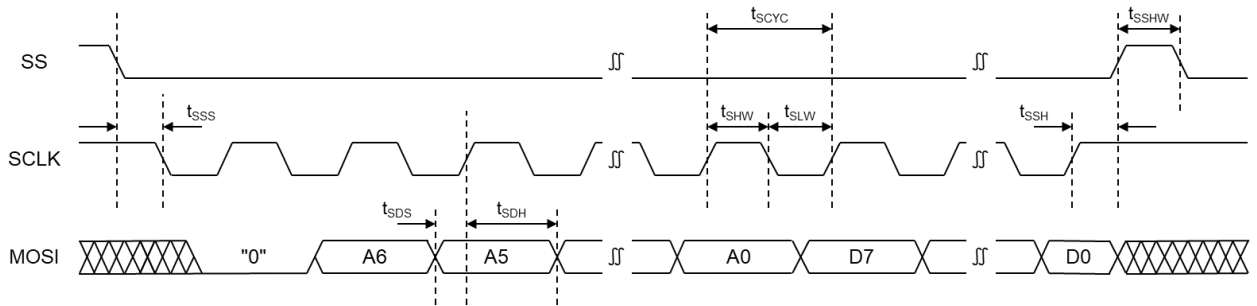 tSCYC tSSHW
SS
tSSS tSHW tSLW tSSH
SCLK
tSDS tSDH
MOSI "0" A6 A5 A0 D7 D0